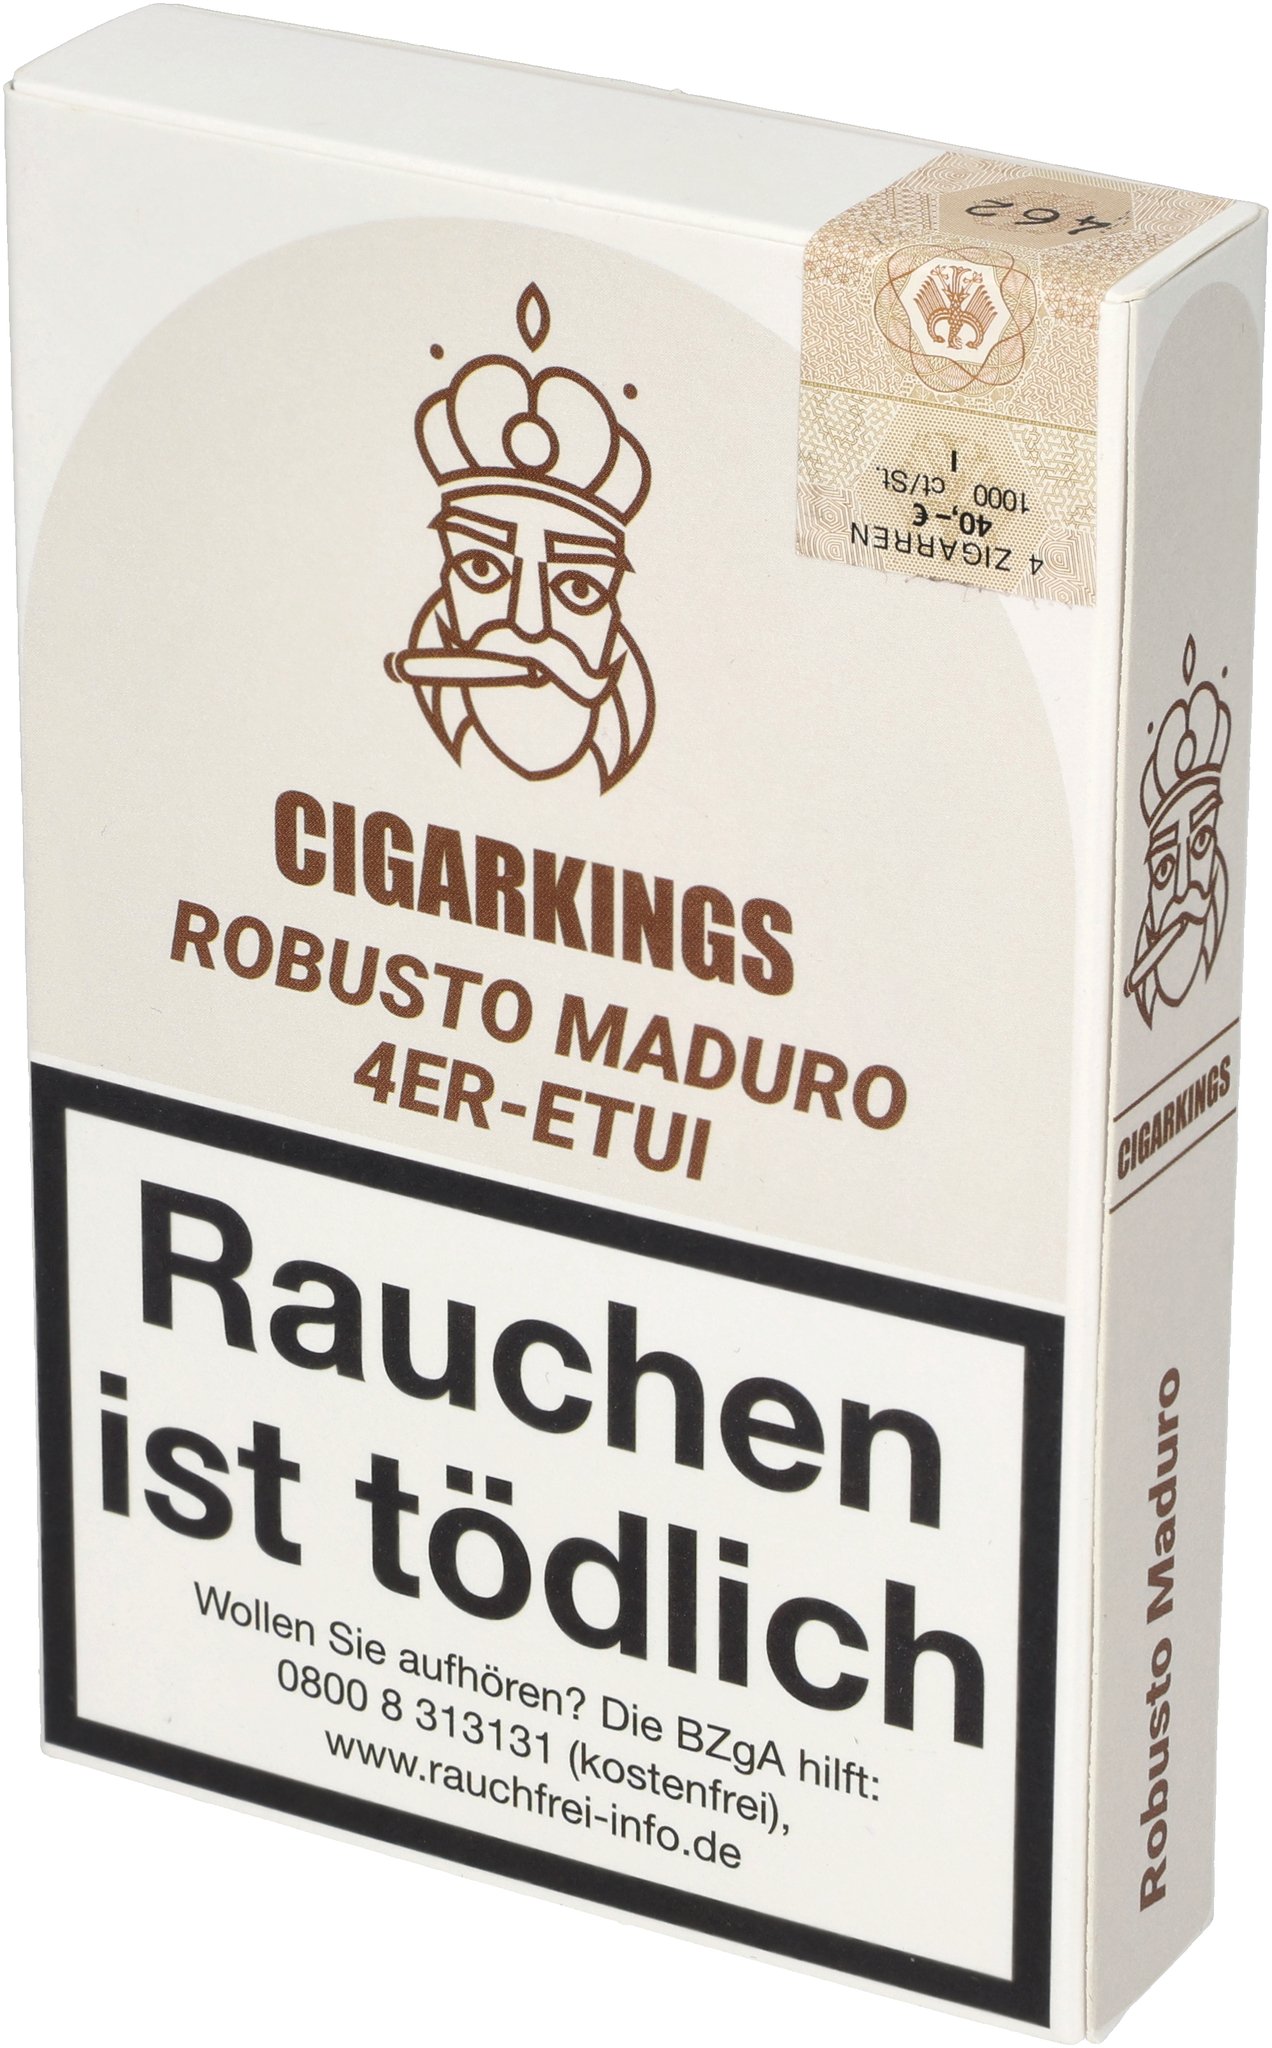 462
4 ZIGARREN
40,–€
1000 ct/St.
I
CIGARKINGS
ROBUSTO MADURO
4ER-ETUI
Rauchen
ist tödlich
Wollen Sie aufhören? Die BZgA hilft:
0800 8 313131 (kostenfrei),
www.rauchfrei-info.de
CIGARKINGS
Robusto Maduro